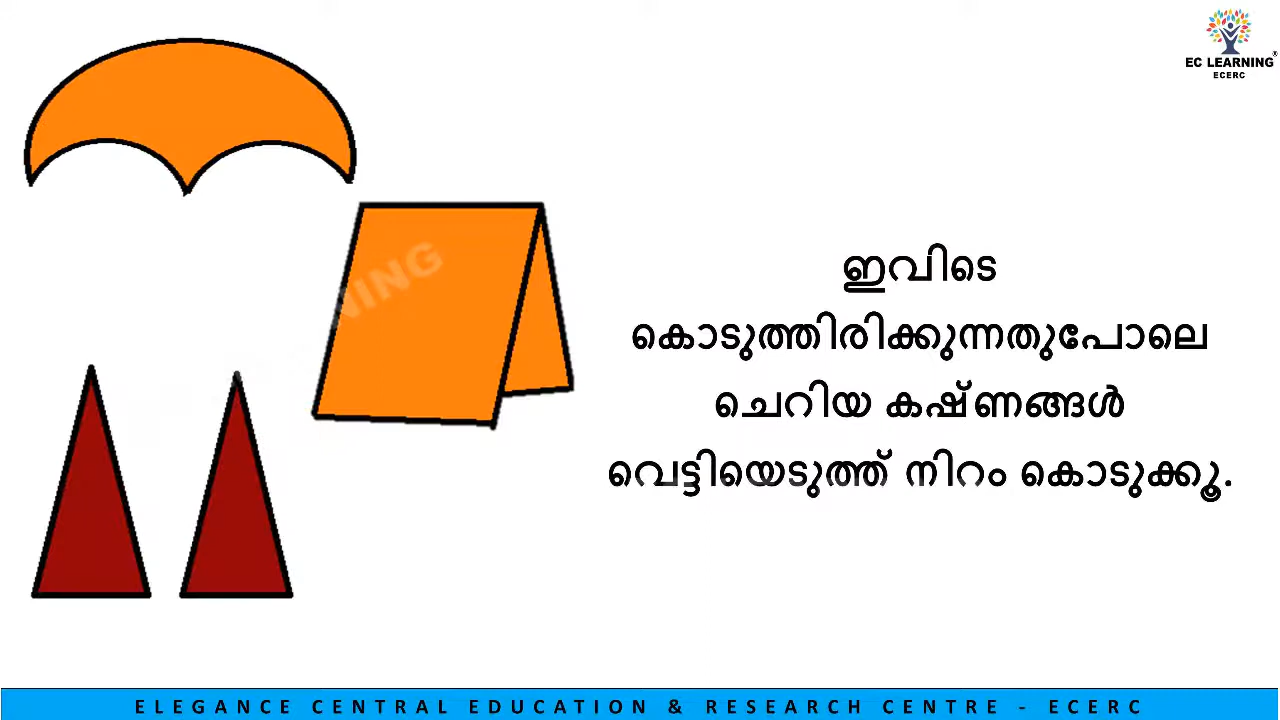 EC LEARNING®
ECERC
ഇവിടെ
കൊടുത്തിരിക്കുന്നതുപോലെ
ചെറിയ കഷ്ണങ്ങൾ
വെട്ടിയെടുത്ത് നിറം കൊടുക്കൂ.
ELEGANCE CENTRAL EDUCATION & RESEARCH CENTRE - ECERC